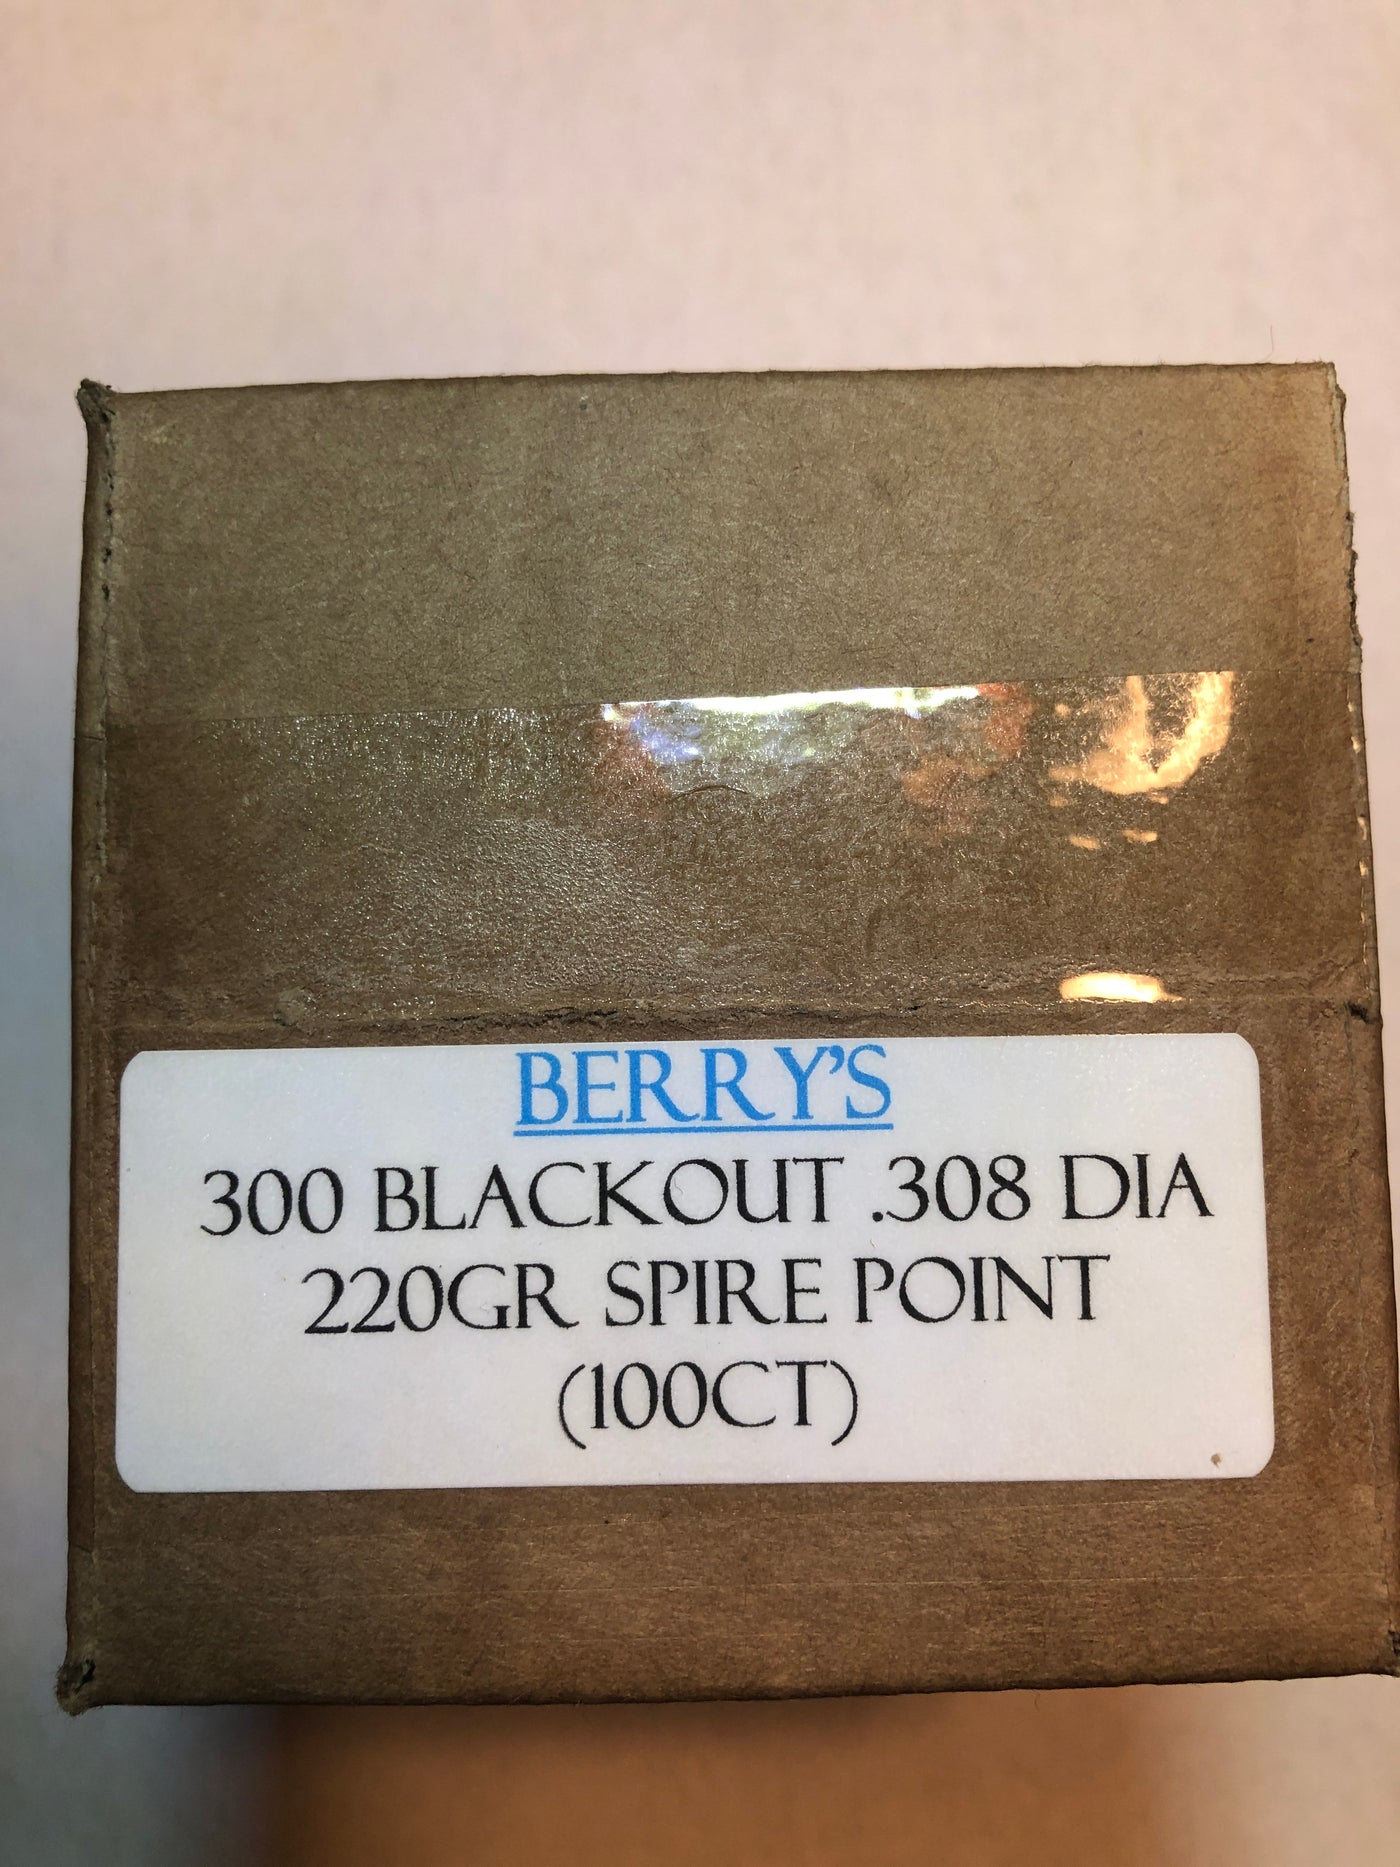 BERRY'S
300 BLACKOUT .308 DIA
220GR SPIRE POINT
(100CT)